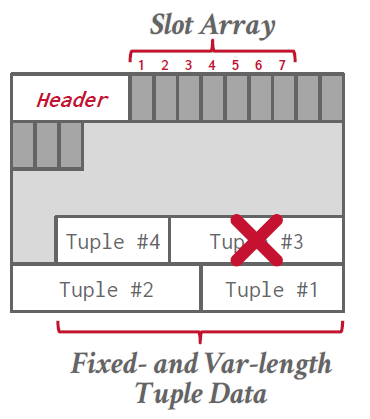 Slot Array
1 2 3 4 5 6 7
Header
Tuple #4 Tup #3
Tuple #2 Tuple #1
Fixed- and Var-length
Tuple Data